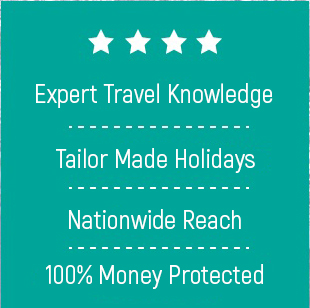 Expert Travel Knowledge
Tailor Made Holidays
Nationwide Reach
100% Money Protected